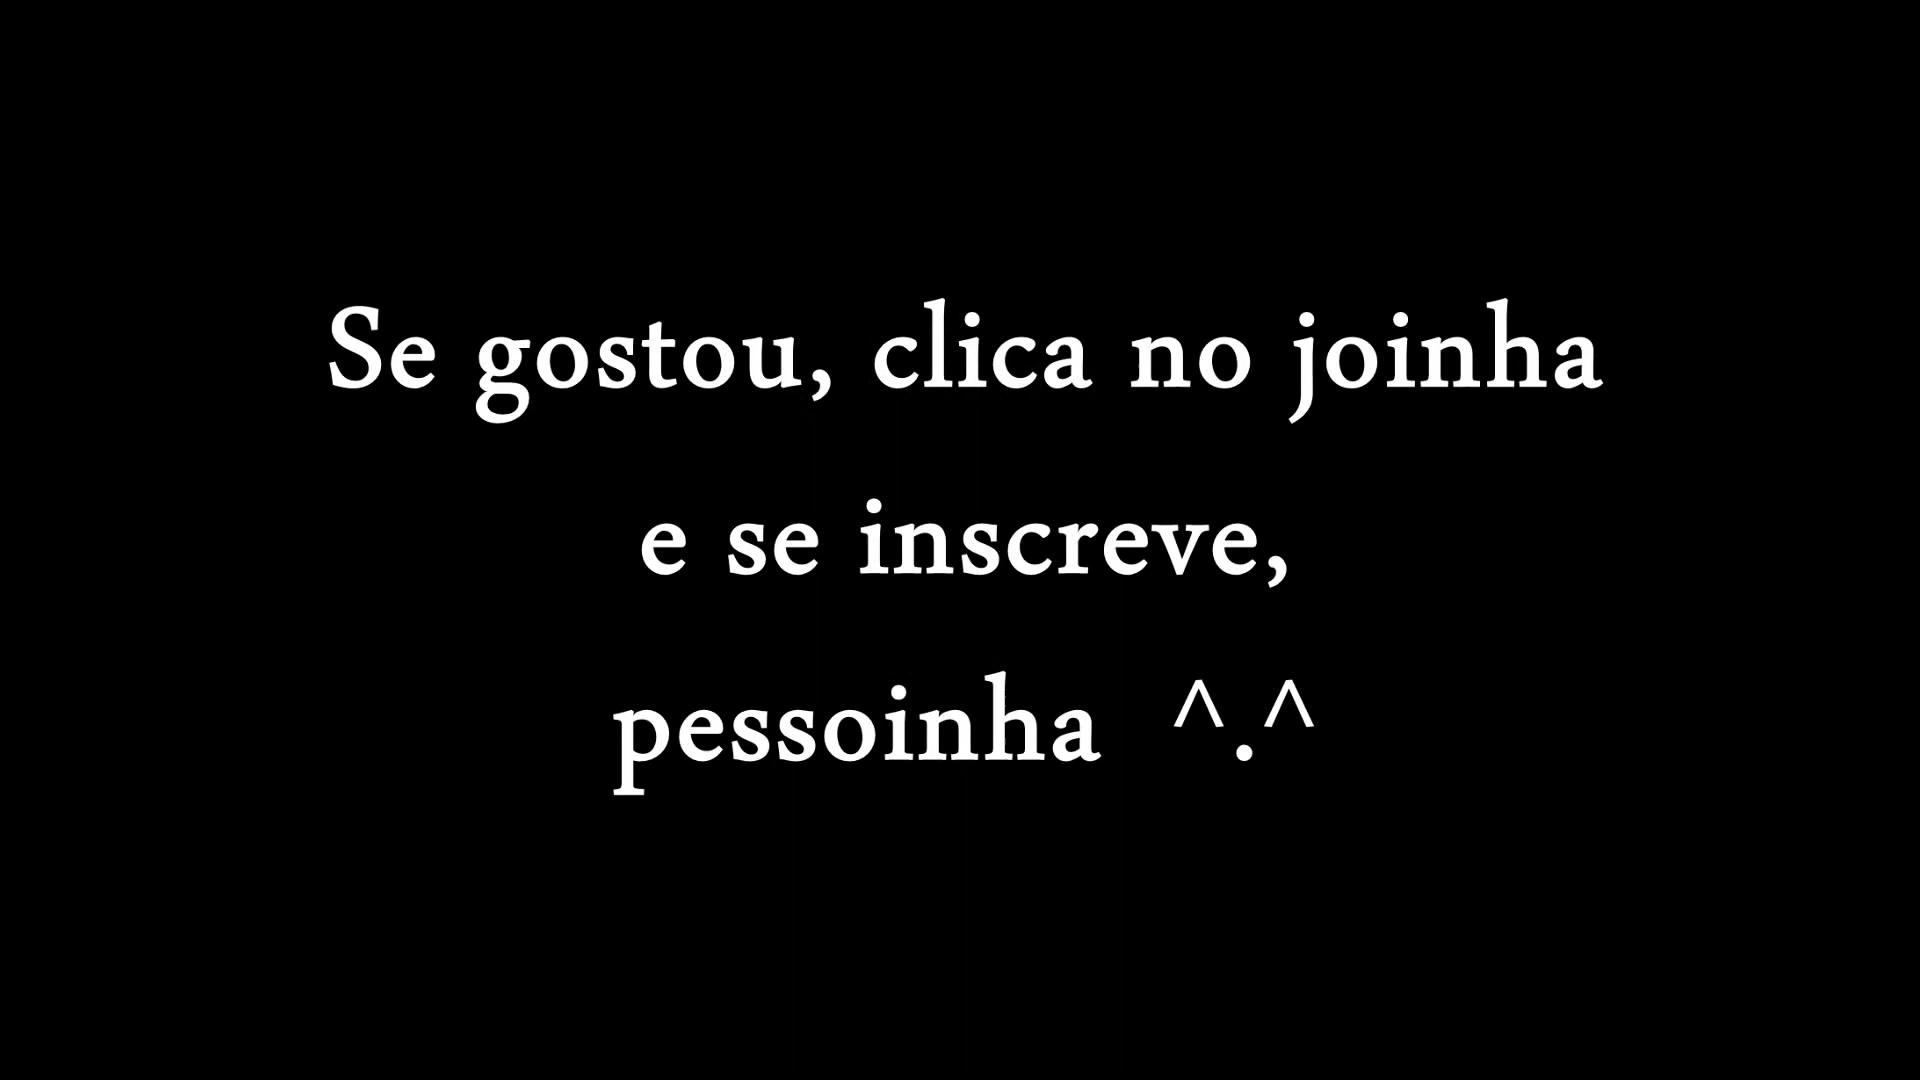 Se gostou, clica no joinha
e se inscreve,
pessoinha ^.^